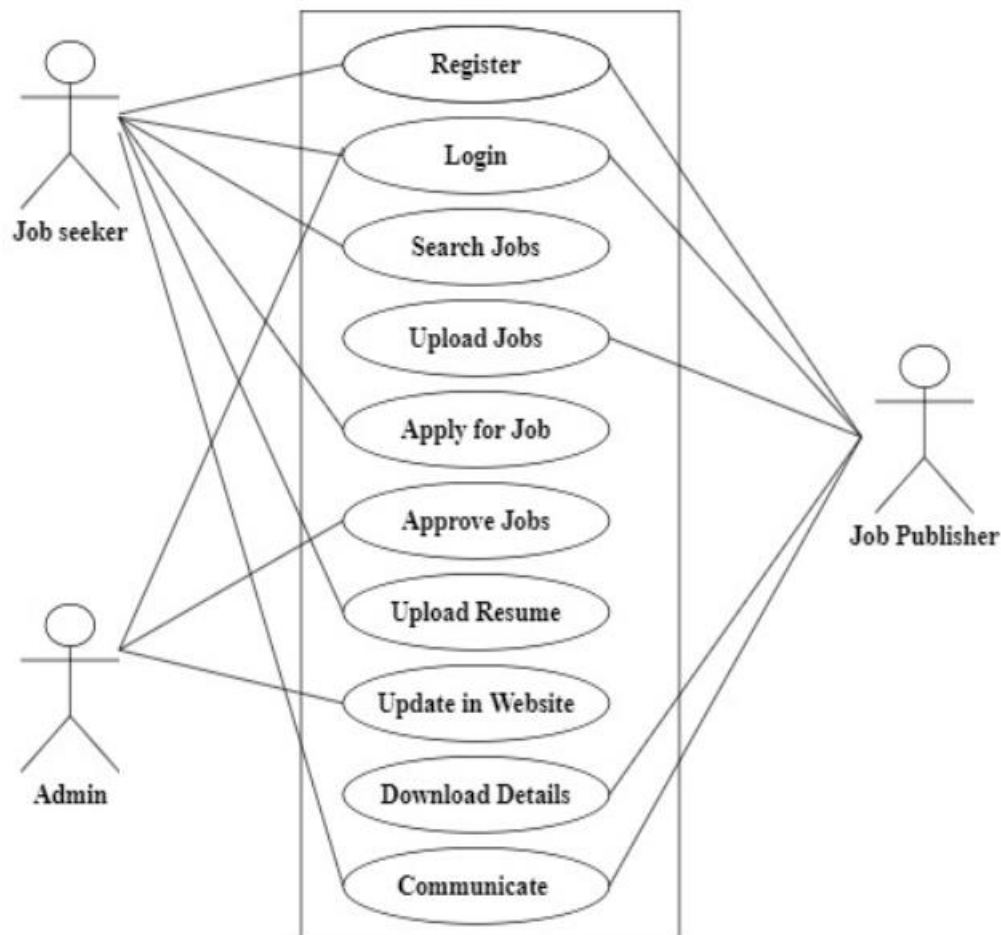 Register
Login
Job seeker
Search Jobs
Upload Jobs
Apply for Job
Approve Jobs
Job Publisher
Upload Resume
Update in Website
Admin
Download Details
Communicate